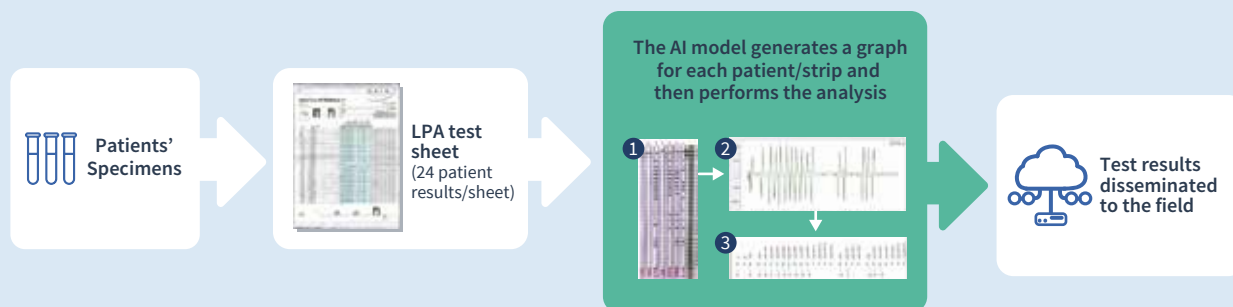 Patients'
Specimens
LPA test
sheet
(24 patient
results/sheet)
The AI model generates a graph
for each patient/strip and
then performs the analysis
1
2
3
Test results
disseminated
to the field